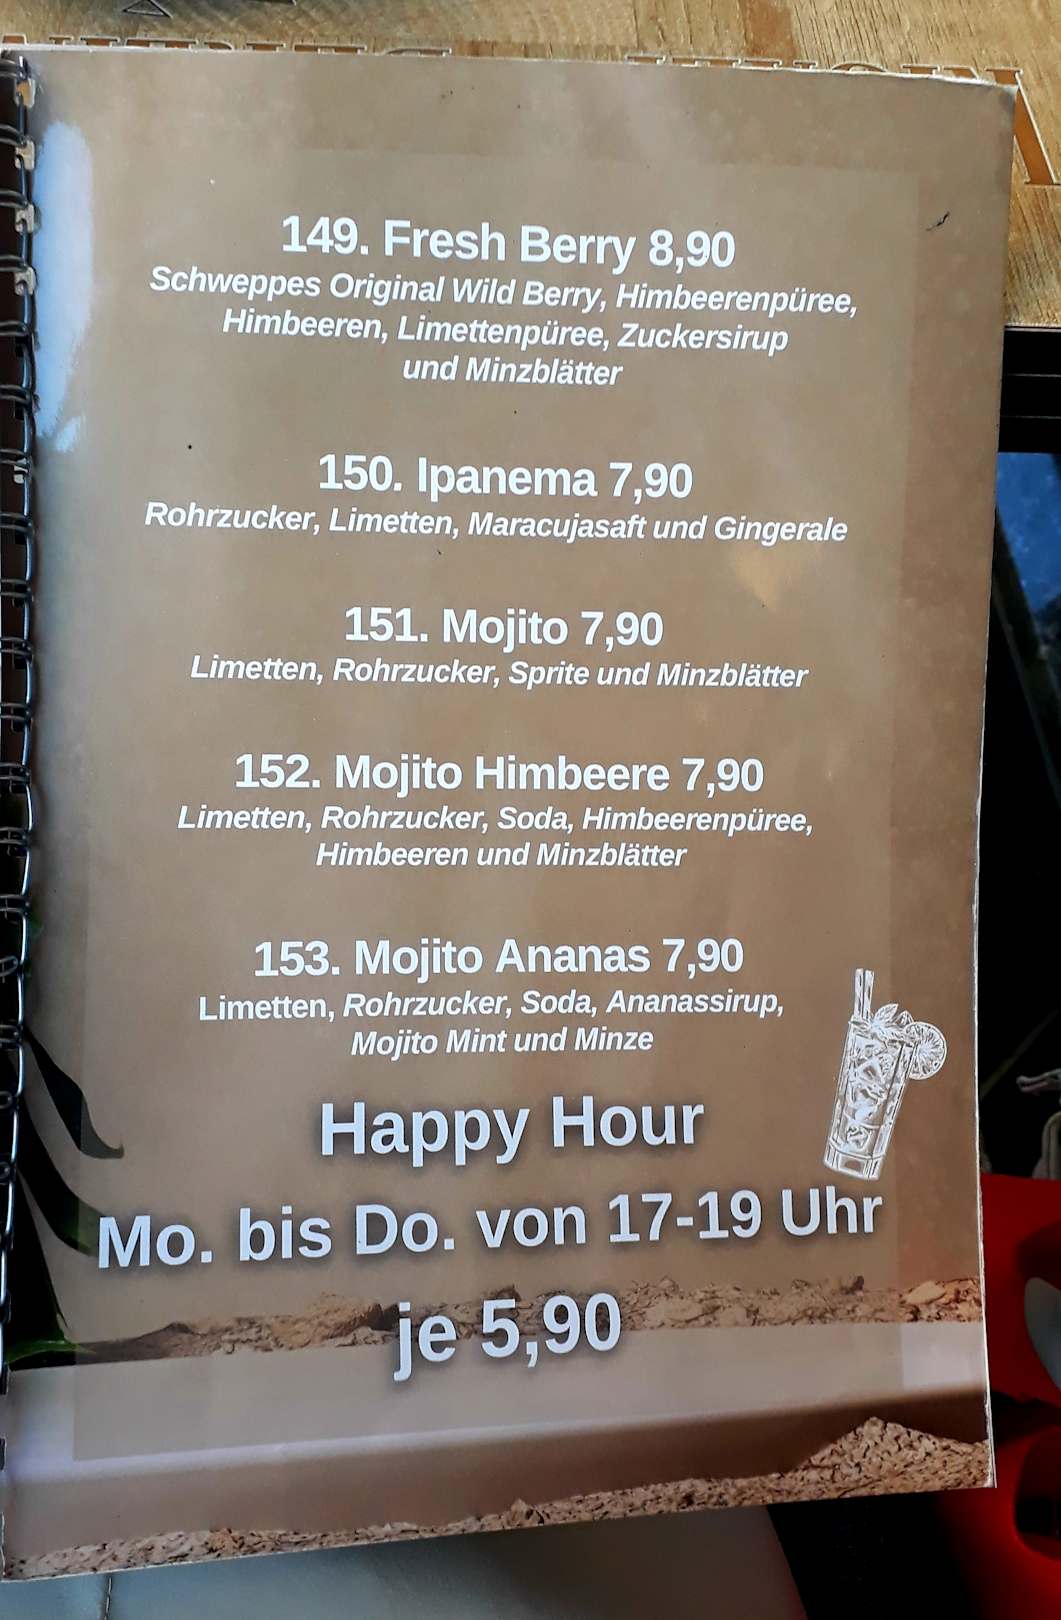 149. Fresh Berry 8,90
Schweppes Original Wild Berry, Himbeerenpüree,
Himbeeren, Limettenpüree, Zuckersirup
und Minzblätter
150. Ipanema 7,90
Rohrzucker, Limetten, Maracujasaft und Gingerale
151. Mojito 7,90
Limetten, Rohrzucker, Sprite und Minzblätter
152. Mojito Himbeere 7,90
Limetten, Rohrzucker, Soda, Himbeerenpüree,
Himbeeren und Minzblätter
153. Mojito Ananas 7,90
Limetten, Rohrzucker, Soda, Ananassirup,
Mojito Mint und Minze
Happy Hour
Mo. bis Do. von 17-19 Uhr
je 5,90